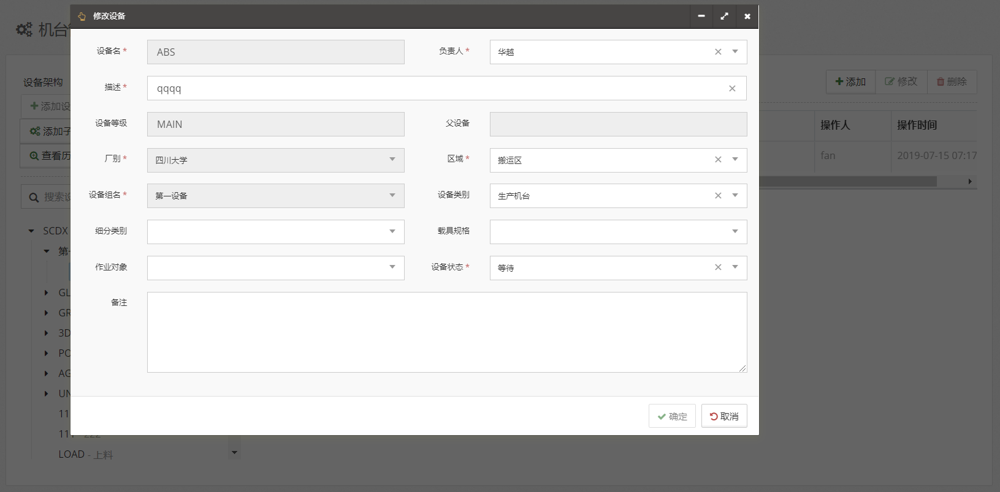 修改设备
机台
设备架构
添加设
添加子
查看历
搜索设
SCDX
第一
GL
GR
3D
PO
AG
UN
11
111 - 222
LOAD - 上料
设备名 * ABS 负责人 * 华越
描述 * qqqq
设备等级 MAIN 父设备
厂别 * 四川大学 区域 * 搬运区
设备组名 * 第一设备 设备类别 生产机台
细分类别 载具规格
作业对象 设备状态 * 等待
备注
确定 取消
添加 修改 删除
操作人 操作时间
fan 2019-07-15 07:17